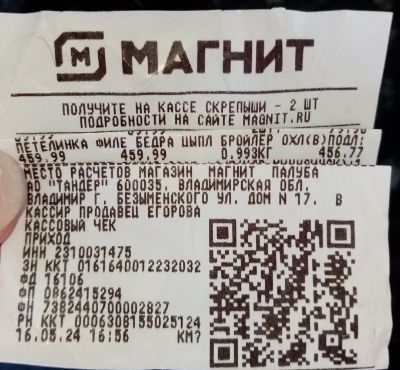 МАГНИТ
ПОЛУЧИТЕ НА КАССЕ СКРЕПЫШИ - 2 ШТ
ПОДРОБНОСТИ НА САЙТЕ MAGNIT.RU
ПЕТЕЛИНКА ФИЛЕ БЕДРА ЦЫПЛ БРОЙЛЕР ОХЛ(В)ПОДЛ:
459.99 459.99 0.993КГ 456.77
МЕСТО РАСЧЕТОВ МАГАЗИН МАГНИТ ПАЛУБА
АО "ТАНДЕР" 600035, ВЛАДИМИРСКАЯ ОБЛ,
ВЛАДИМИР Г, БЕЗЫМЕНСКОГО УЛ, ДОМ N 17, В
КАССИР ПРОДАВЕЦ ЕГОРОВА
КАССОВЫЙ ЧЕК
ПРИХОД
ИНН 2310031475
ЗН ККТ 0161640012232032
ФД 16106
ФП 0862415294
ФН 7382440700002827
РН ККТ 0006308155025124
16.05.24 16:56 КМ?